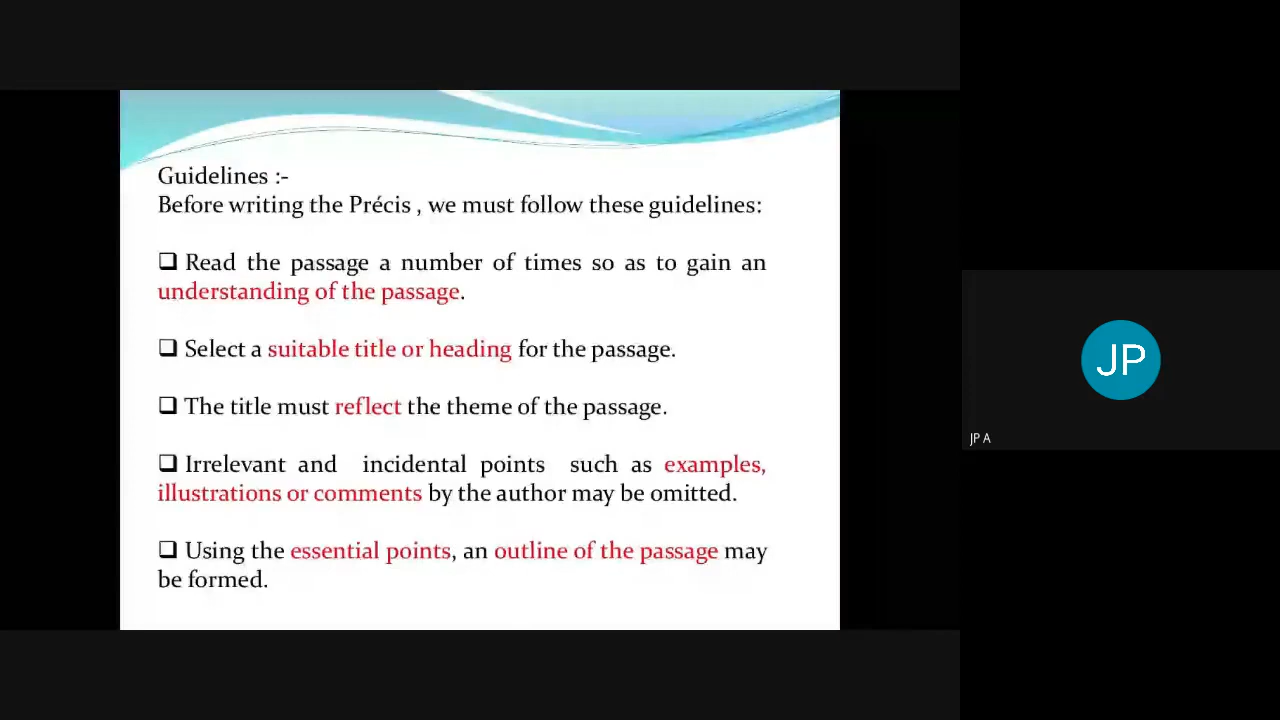 Guidelines :-
Before writing the Précis , we must follow these guidelines:
❑ Read the passage a number of times so as to gain an
understanding of the passage.
❑ Select a suitable title or heading for the passage.
❑ The title must reflect the theme of the passage.
❑ Irrelevant and incidental points such as examples,
illustrations or comments by the author may be omitted.
❑ Using the essential points, an outline of the passage may
be formed.
JP
JP A